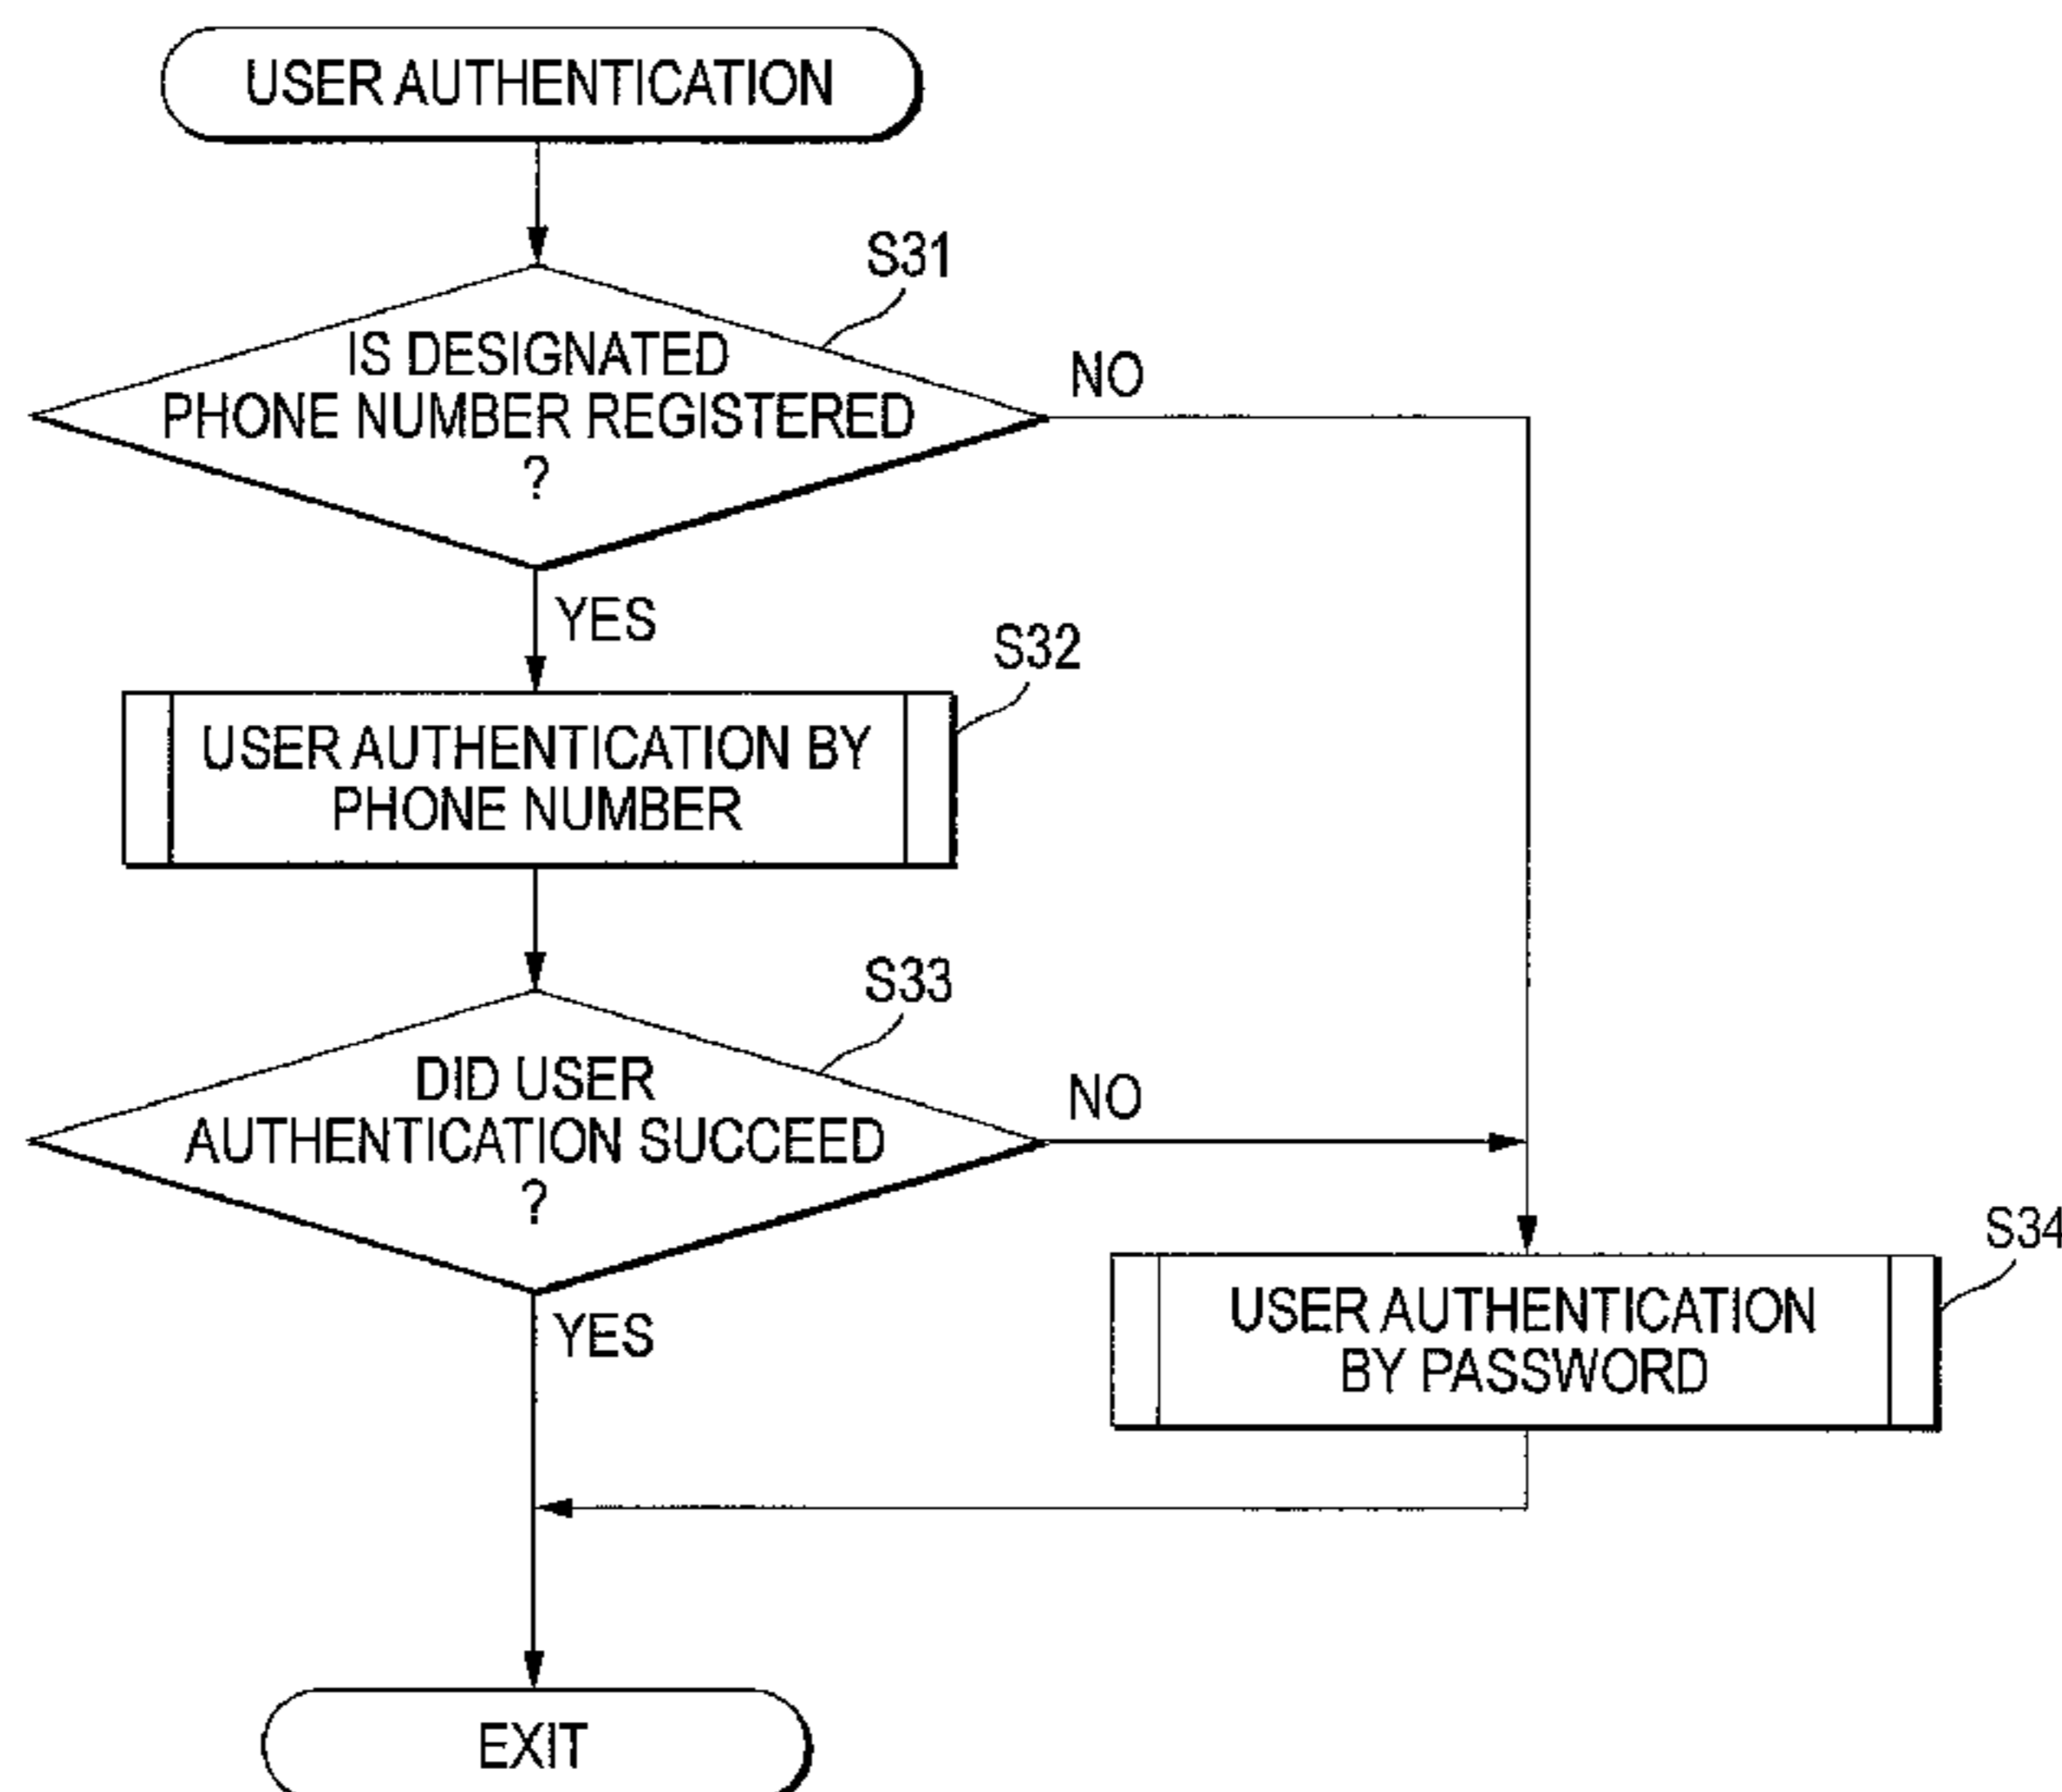 USER AUTHENTICATION
S31
IS DESIGNATED
PHONE NUMBER REGISTERED
?
NO
YES
S32
USER AUTHENTICATION BY
PHONE NUMBER
S33
DID USER
AUTHENTICATION SUCCEED
?
NO
YES
S34
USER AUTHENTICATION
BY PASSWORD
EXIT